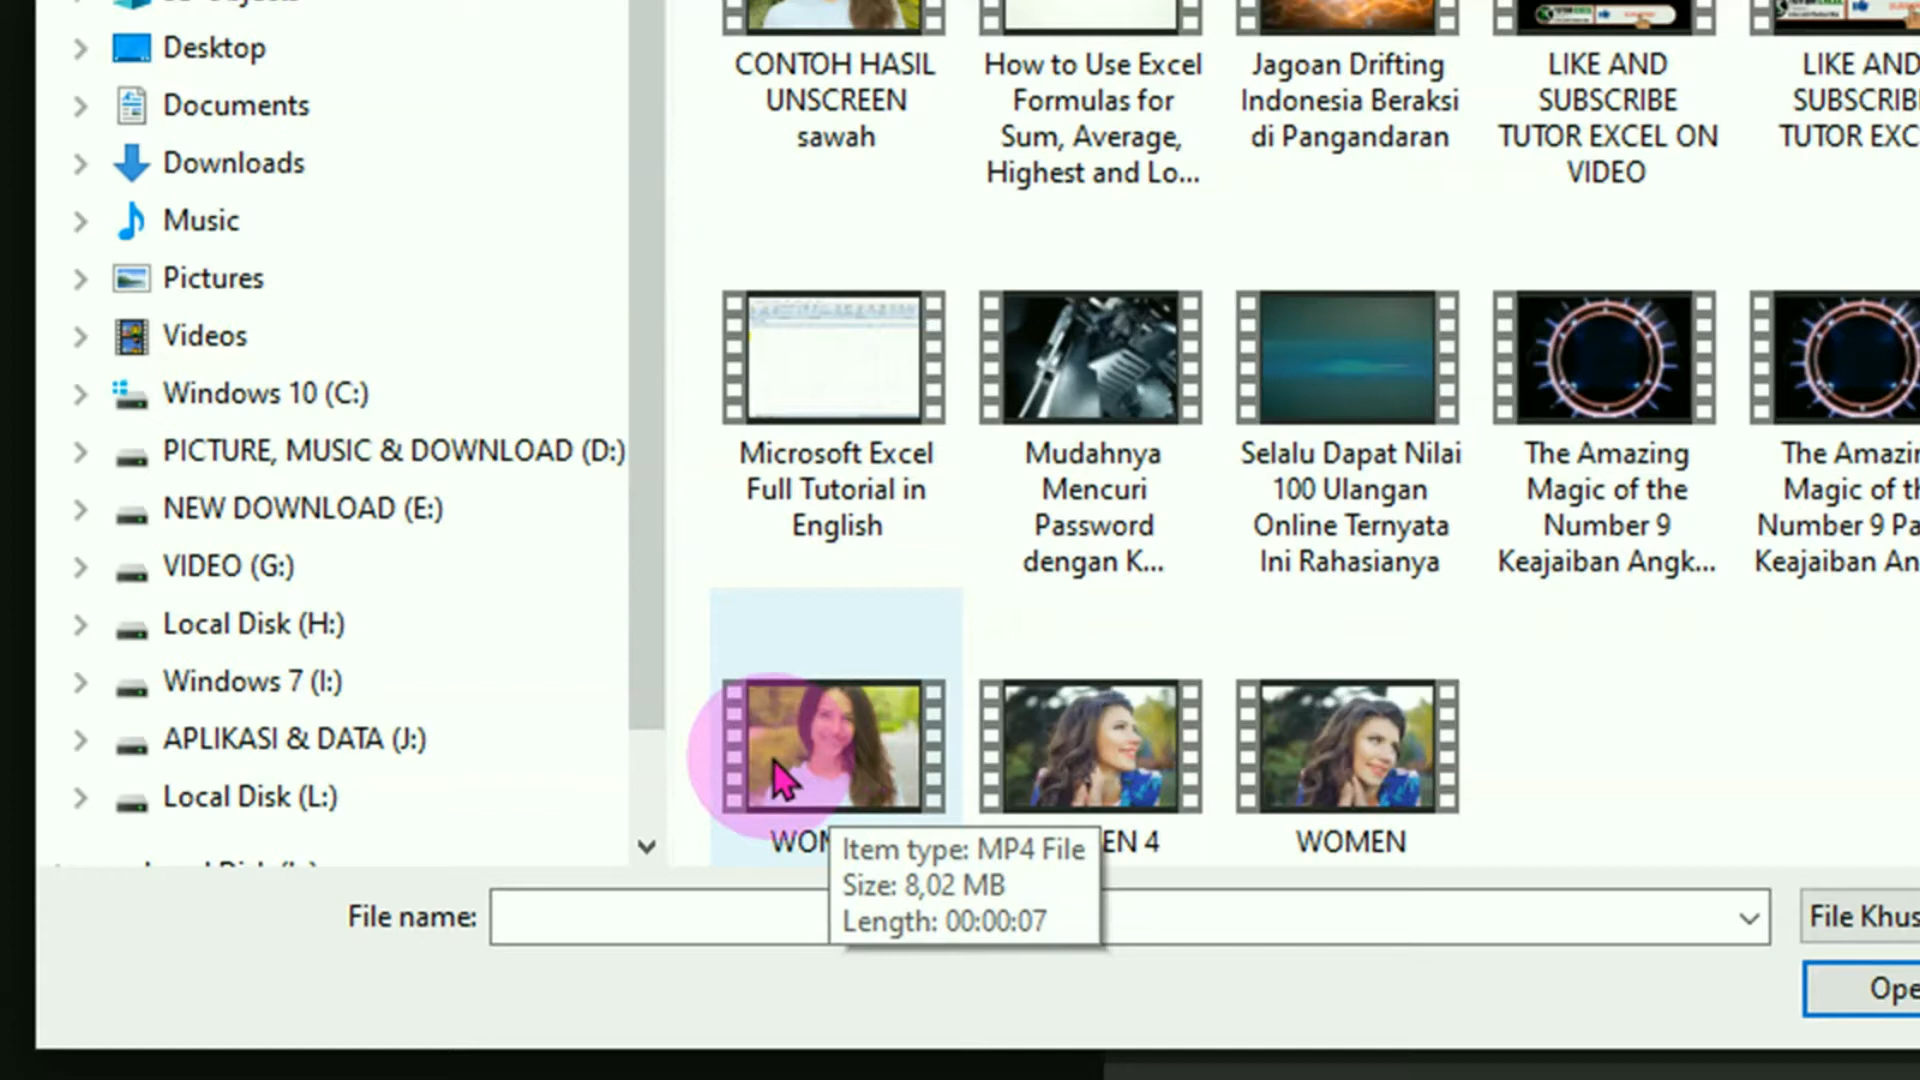 Desktop
Documents
Downloads
Music
Pictures
Videos
Windows 10 (C:)
PICTURE, MUSIC & DOWNLOAD (D:)
NEW DOWNLOAD (E:)
VIDEO (G:)
Local Disk (H:)
Windows 7 (I:)
APLIKASI & DATA (J:)
Local Disk (L:)
CONTOH HASIL
UNSCREEN
sawah
How to Use Excel
Formulas for
Sum, Average,
Highest and Lo...
Jagoan Drifting
Indonesia Beraksi
di Pangandaran
LIKE AND
SUBSCRIBE
TUTOR EXCEL ON
VIDEO
LIKE AND
SUBSCRIB
TUTOR EXC
Microsoft Excel
Full Tutorial in
English
Mudahnya
Mencuri
Password
dengan K...
Selalu Dapat Nilai
100 Ulangan
Online Ternyata
Ini Rahasianya
The Amazing
Magic of the
Number 9
Keajaiban Angk...
The Amazin
Magic of th
Number 9 Pa
Keajaiban An
WOM
EN 4
WOMEN
Item type: MP4 File
Size: 8,02 MB
Length: 00:00:07
File name:
File Khus
Ope